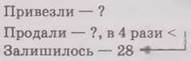 Привезли — ?
Продали — ?, в 4 рази <
Залишилось — 28